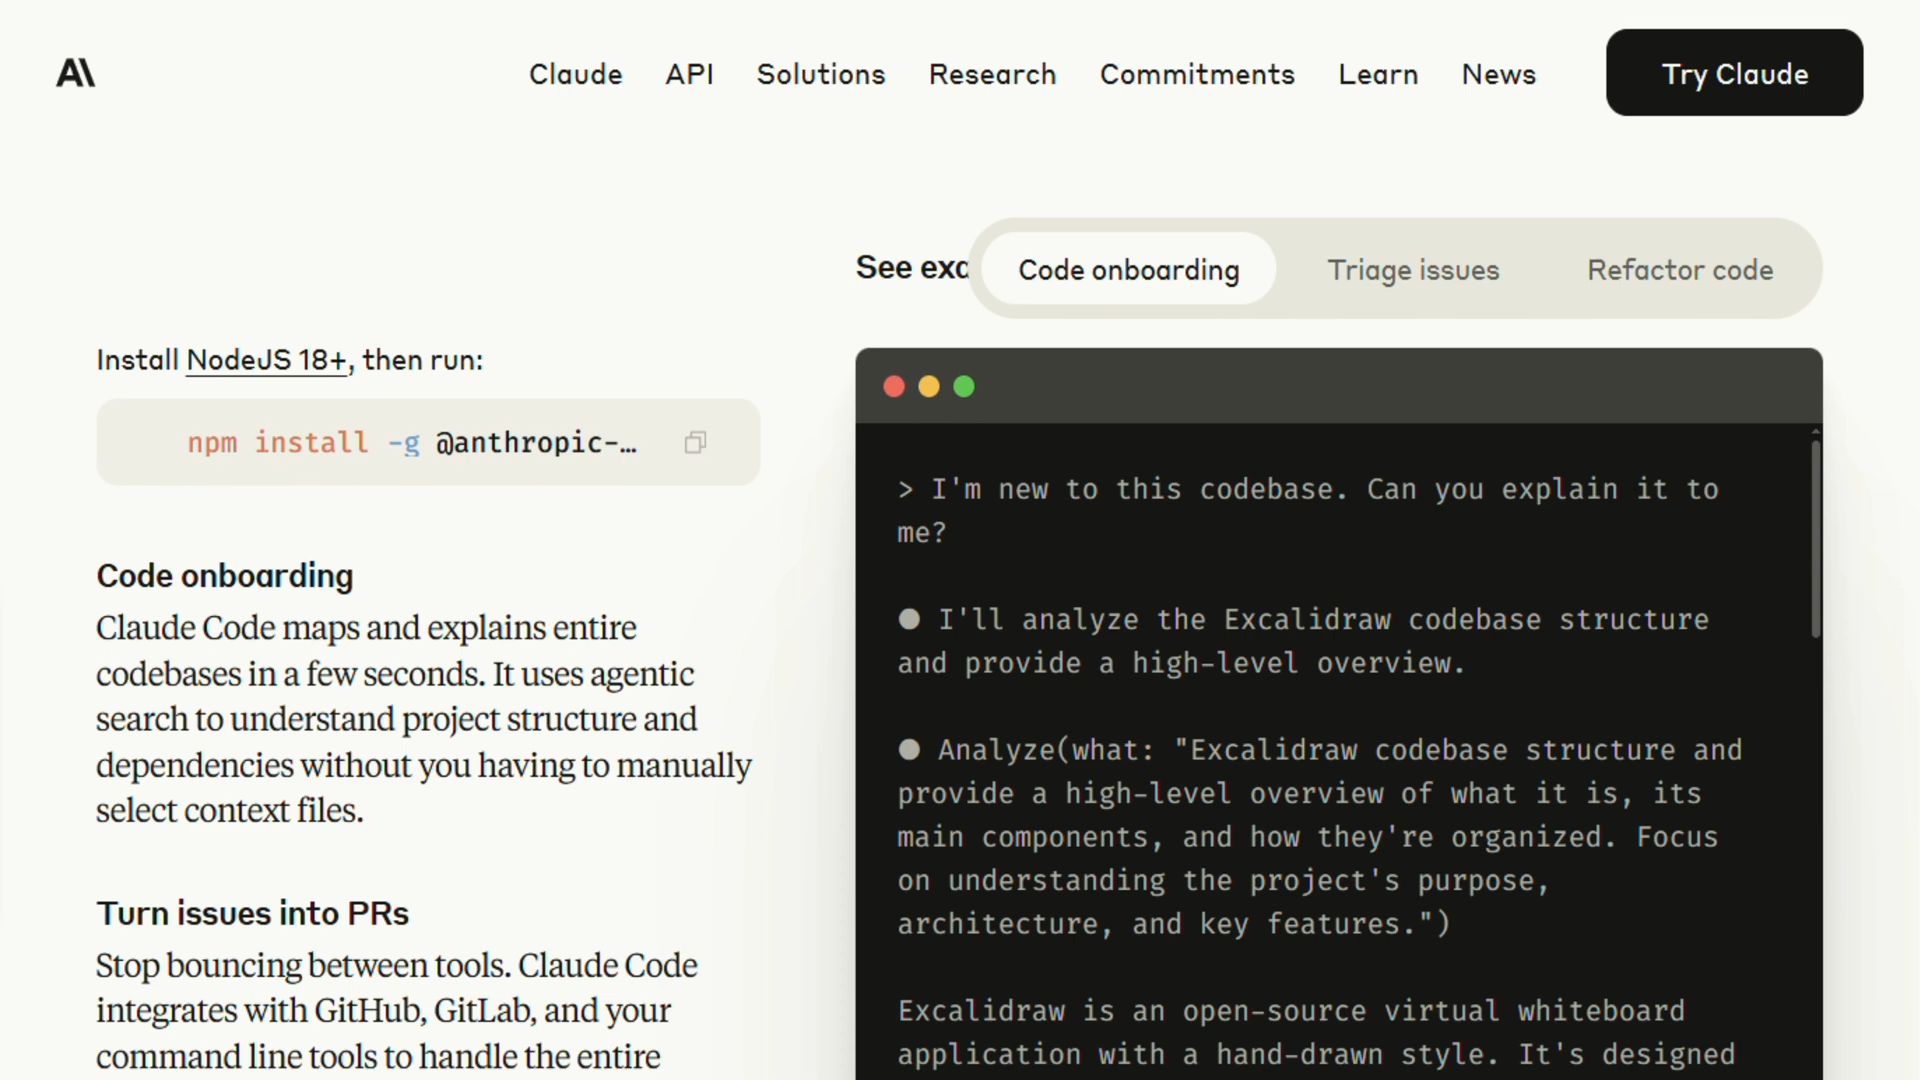 A\
Claude
API
Solutions
Research
Commitments
Learn
News
Try Claude
Install NodeJS 18+, then run:
npm install -g @anthropic-…
Code onboarding
Claude Code maps and explains entire
codebases in a few seconds. It uses agentic
search to understand project structure and
dependencies without you having to manually
select context files.
Turn issues into PRs
Stop bouncing between tools. Claude Code
integrates with GitHub, GitLab, and your
command line tools to handle the entire
See
Code onboarding
Triage issues
Refactor code
> I'm new to this codebase. Can you explain it to
me?
● I'll analyze the Excalidraw codebase structure
and provide a high-level overview.
● Analyze(what: "Excalidraw codebase structure and
provide a high-level overview of what it is, its
main components, and how they're organized. Focus
on understanding the project's purpose,
architecture, and key features.")
Excalidraw is an open-source virtual whiteboard
application with a hand-drawn style. It's designed